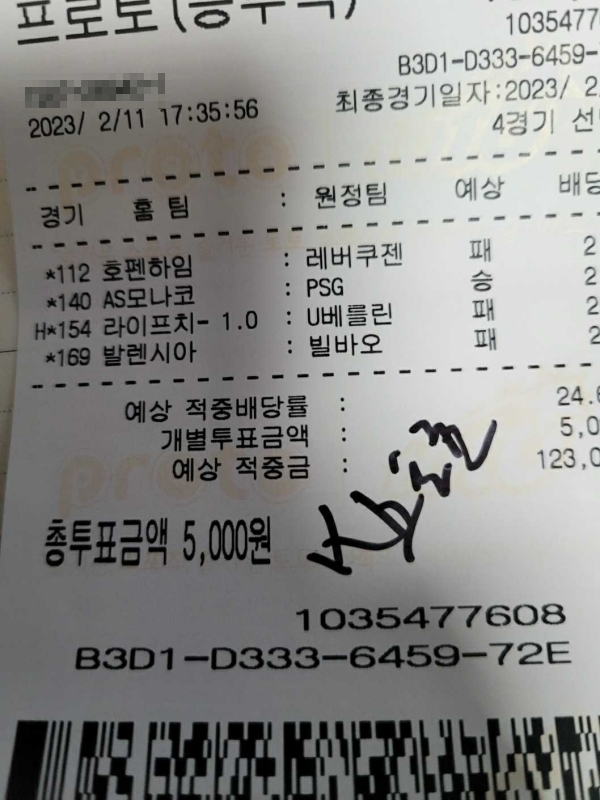 프로토(승부식)
1035477
B3D1-D333-6459-
최종경기일자:2023/ 2
2023/ 2/11 17:35:56
4경기 선
경기 홈 팀 : 원정팀 예상 배당
*112 호펜하임 : 레버쿠젠 패 2
*140 AS모나코 : PSG 승 2
H*154 라이프치- 1.0 : U베를린 패 2
*169 발렌시아 : 빌바오 패 2
예상 적중배당률 : 24.6
개별투표금액 : 5,0
예상 적중금 : 123,0
총투표금액 5,000원
1035477608
B3D1-D333-6459-72E